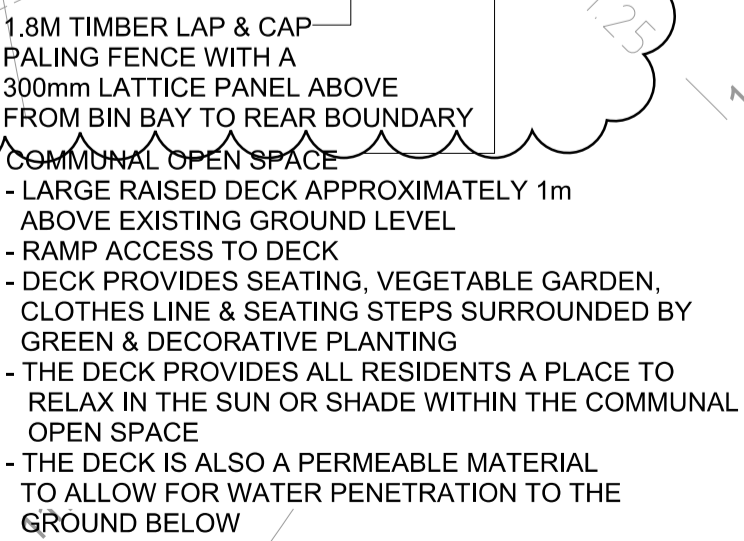 1.25
1.8M TIMBER LAP & CAP
PALING FENCE WITH A
300mm LATTICE PANEL ABOVE
FROM BIN BAY TO REAR BOUNDARY
COMMUNAL OPEN SPACE
- LARGE RAISED DECK APPROXIMATELY 1m
ABOVE EXISTING GROUND LEVEL
- RAMP ACCESS TO DECK
- DECK PROVIDES SEATING, VEGETABLE GARDEN,
CLOTHES LINE & SEATING STEPS SURROUNDED BY
GREEN & DECORATIVE PLANTING
- THE DECK PROVIDES ALL RESIDENTS A PLACE TO
RELAX IN THE SUN OR SHADE WITHIN THE COMMUNAL
OPEN SPACE
- THE DECK IS ALSO A PERMEABLE MATERIAL
TO ALLOW FOR WATER PENETRATION TO THE
GROUND BELOW